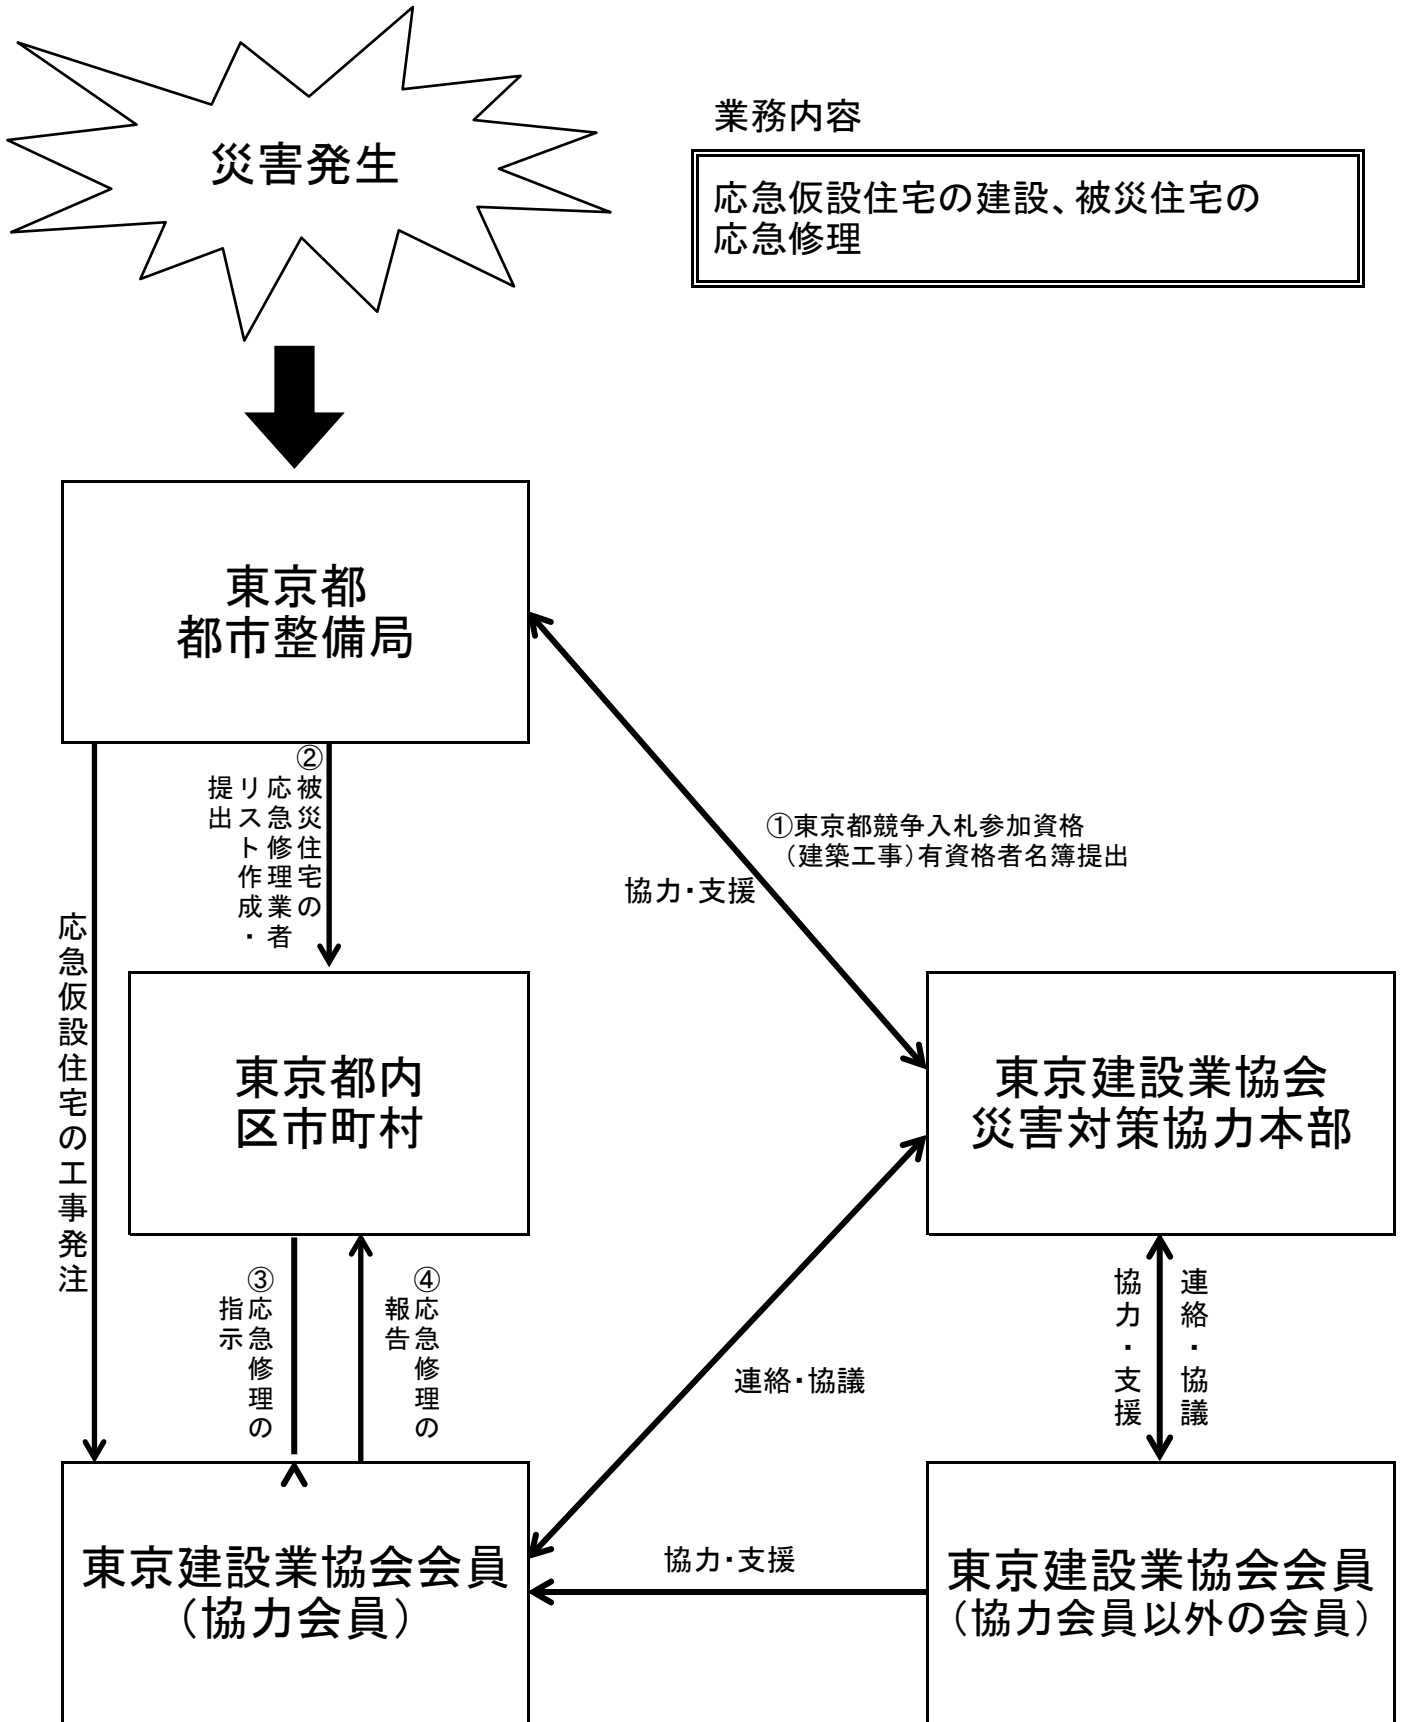 災害発生
業務内容
応急仮設住宅の建設、被災住宅の
応急修理
東京都
都市整備局
②被災住宅の
応急修理業者
リスト作成・
提出
①東京都競争入札参加資格
（建築工事）有資格者名簿提出
協力・支援
応急仮設住宅の工事発注
東京都内
区市町村
東京建設業協会
災害対策協力本部
③応急修理の
指示
④応急修理の
報告
連絡・協議
協力・支援
連絡・協議
東京建設業協会会員
（協力会員）
協力・支援
東京建設業協会会員
（協力会員以外の会員）